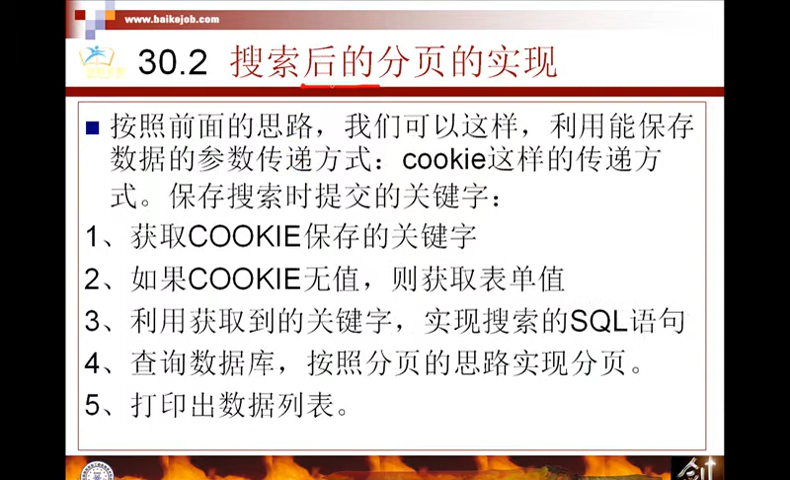 www.baikejob.com
30.2 搜索后的分页的实现
按照前面的思路，我们可以这样，利用能保存
数据的参数传递方式：cookie这样的传递方
式。保存搜索时提交的关键字：
1、获取COOKIE保存的关键字
2、如果COOKIE无值，则获取表单值
3、利用获取到的关键字，实现搜索的SQL语句
4、查询数据库，按照分页的思路实现分页。
5、打印出数据列表。